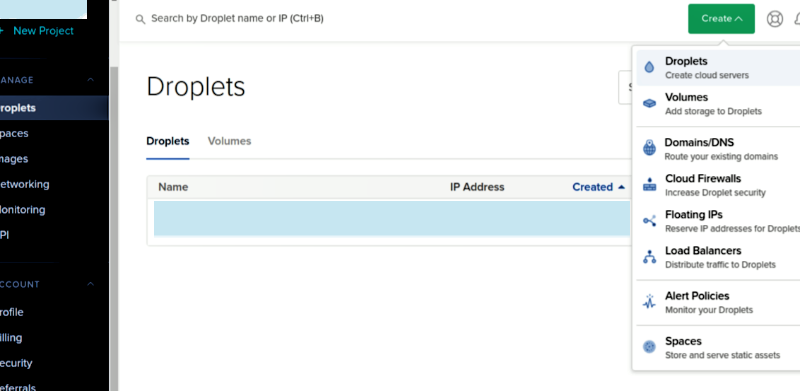 New Project
Search by Droplet name or IP (Ctrl+B)
Create
Droplets
Droplets
Volumes
Name
IP Address
Created
Droplets
Create cloud servers
Volumes
Add storage to Droplets
Domains/DNS
Route your existing domains
Cloud Firewalls
Increase Droplet security
Floating IPs
Reserve IP addresses for Droplets
Load Balancers
Distribute traffic to Droplets
Alert Policies
Monitor your Droplets
Spaces
Store and serve static assets
ANAGE
roplets
paces
mages
etworking
onitoring
PI
CCOUNT
rofile
illing
ecurity
eferrals